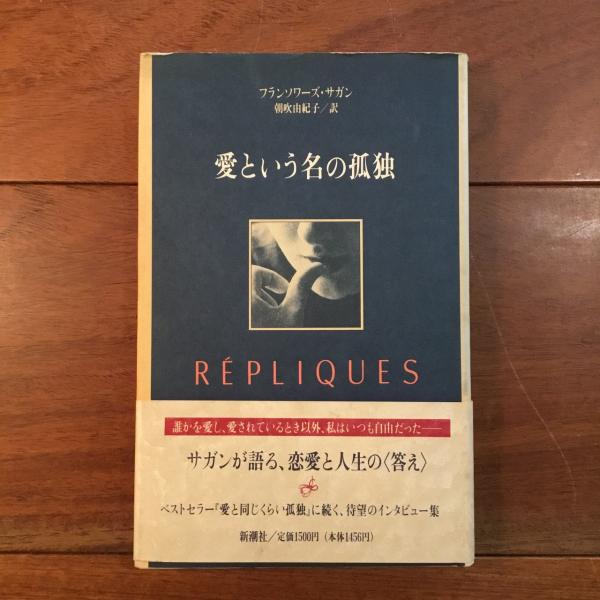 フランソワーズ・サガン
朝吹由紀子／訳
愛という名の孤独
RÉPLIQUES
誰かを愛し、愛されているとき以外、私はいつも自由だった――
サガンが語る、恋愛と人生の〈答え〉
ベストセラー『愛と同じくらい孤独』に続く、待望のインタビュー集
新潮社／定価1500円（本体1456円）